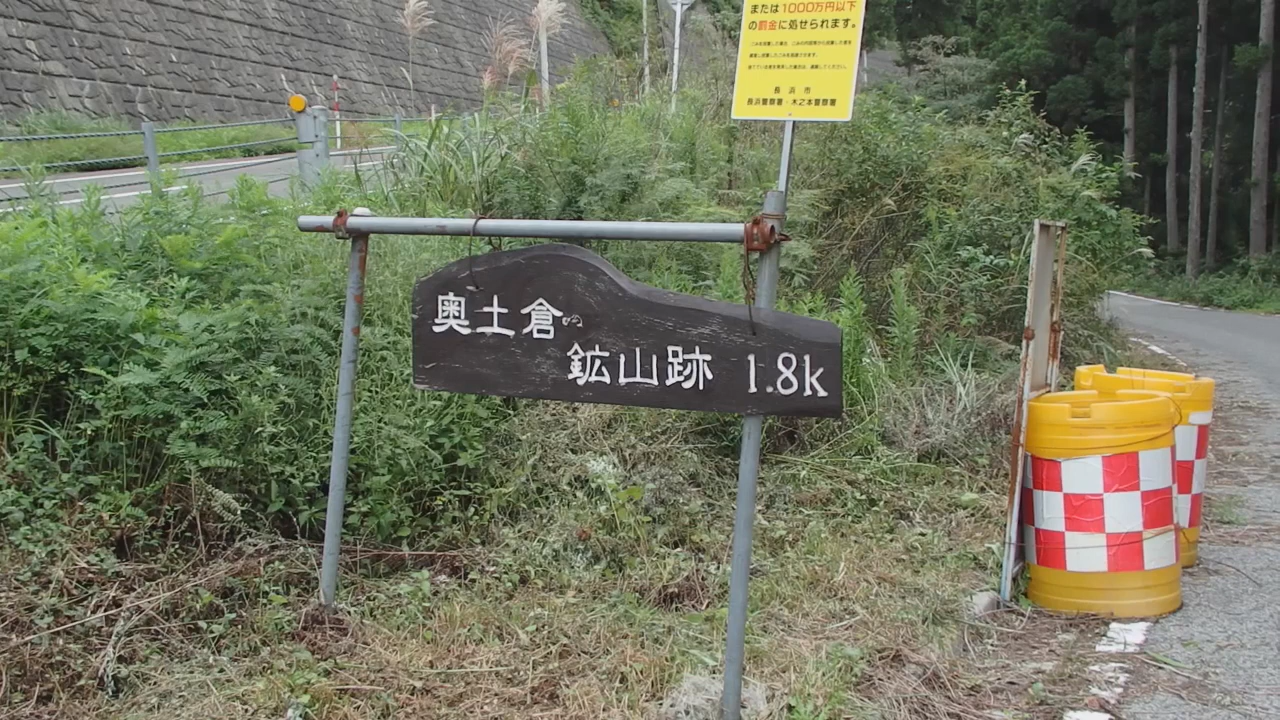 または1000万円以下
の罰金に処せられます。
長浜市
長浜警察署・木之本警察署
奥土倉
鉱山跡 1.8k